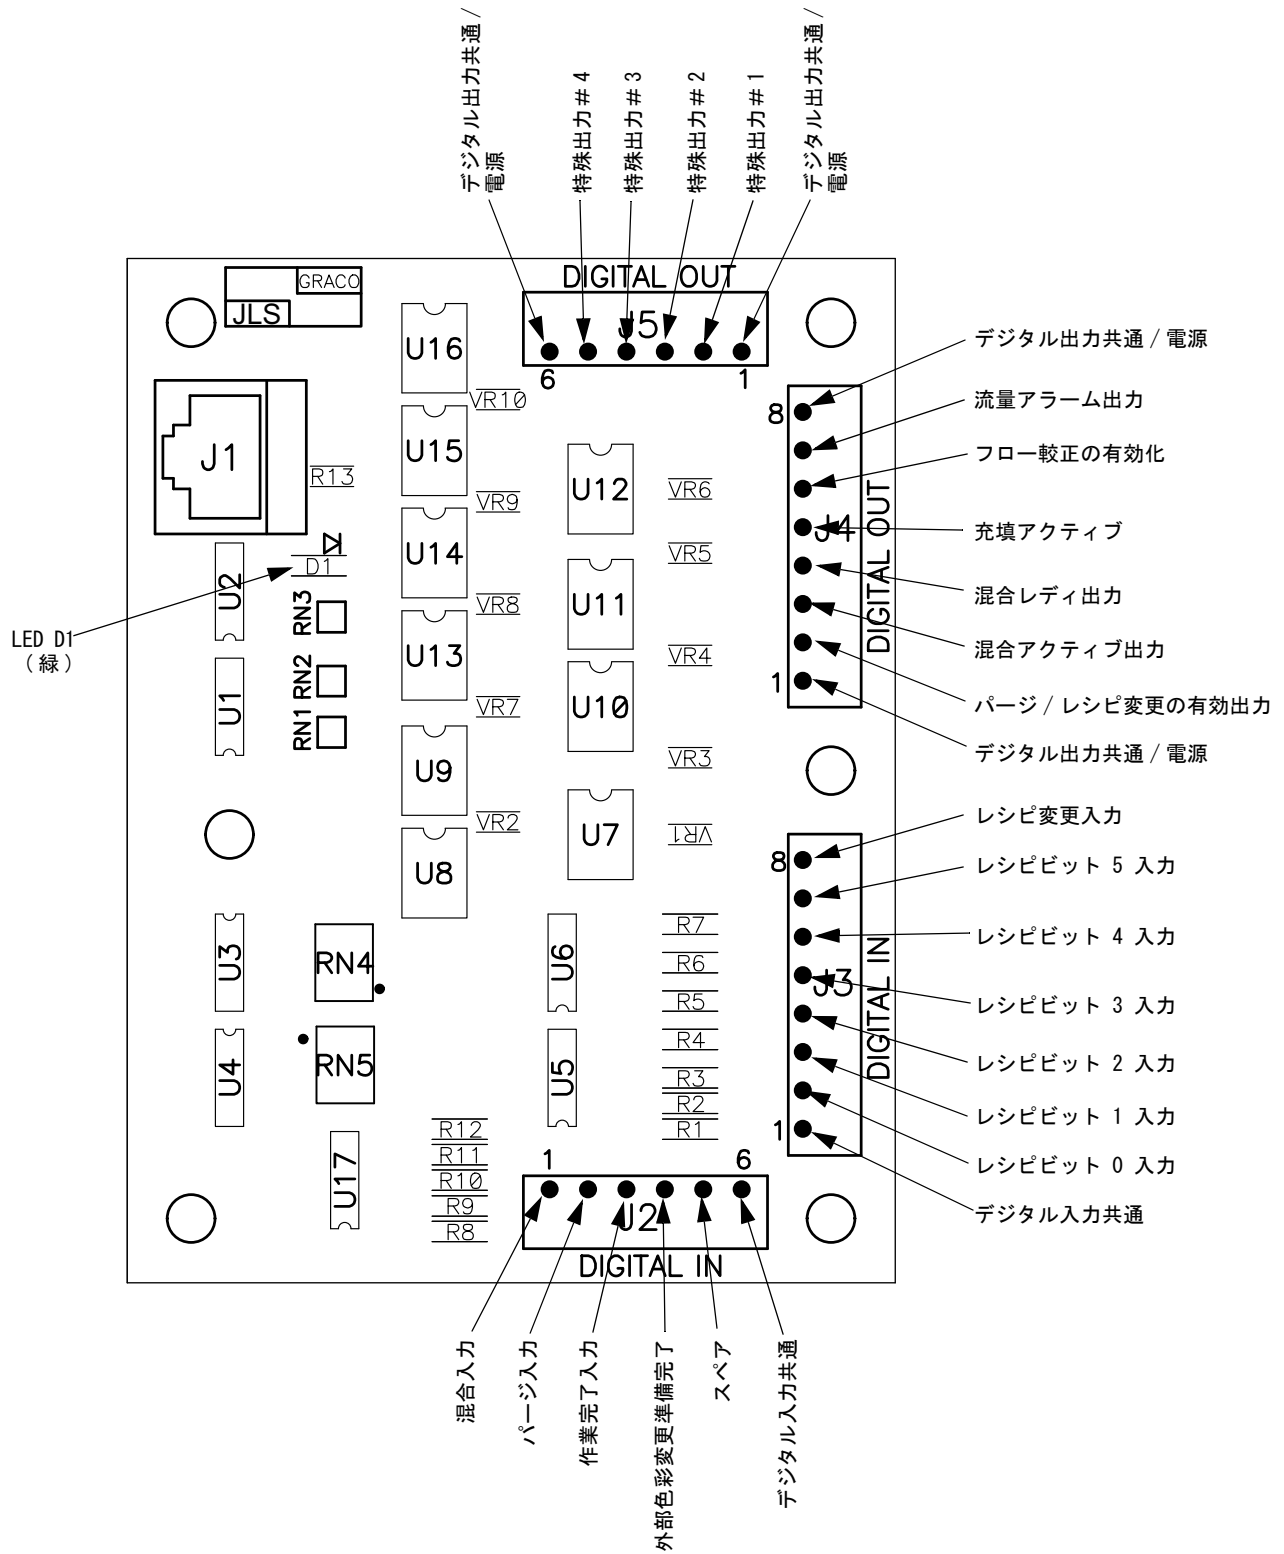 デジタル出力共通 /
電源
特殊出力＃4
特殊出力＃3
特殊出力＃2
特殊出力＃1
デジタル出力共通 /
電源
GRACO
JLS
DIGITAL OUT
J5
6
1
U16
VR10
J1
R13
U15
VR9
U12
VR6
U14
VR5
D1
U2
RN3
VR8
U11
LED D1
（緑）
U13
VR4
RN2
U1
RN1
VR7
U10
U9
VR3
VR2
U7
VR1
U8
8
J4
DIGITAL OUT
1
デジタル出力共通 / 電源
流量アラーム出力
フロー較正の有効化
充填アクティブ
混合レディ出力
混合アクティブ出力
パージ / レシピ変更の有効出力
デジタル出力共通 / 電源
レシピ変更入力
レシピビット 5 入力
レシピビット 4 入力
レシピビット 3 入力
レシピビット 2 入力
レシピビット 1 入力
レシピビット 0 入力
デジタル入力共通
8
J3
DIGITAL IN
1
U3
RN4
U6
R7
R6
R5
R4
R3
R2
R1
U4
RN5
U5
U17
R12
R11
R10
R9
R8
1
6
J2
DIGITAL IN
混合入力
パージ入力
作業完了入力
外部色彩変更準備完了
スペア
デジタル入力共通